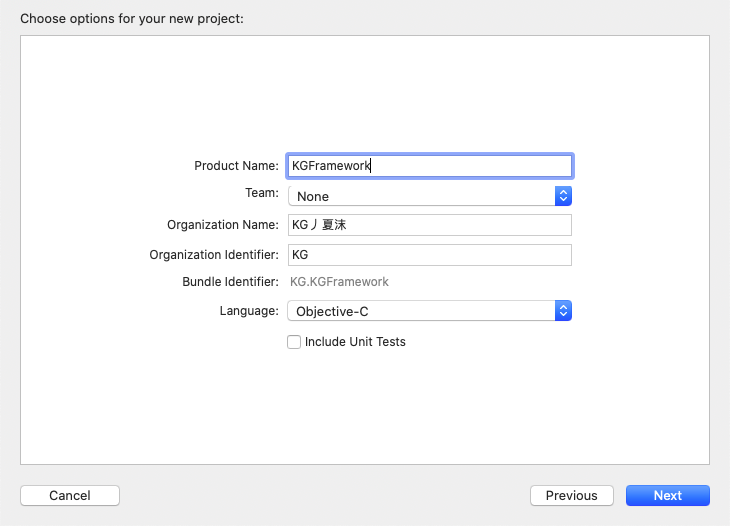 Choose options for your new project:
Product Name: KGFramework
Team: None
Organization Name: KG丿夏沫
Organization Identifier: KG
Bundle Identifier: KG.KGFramework
Language: Objective-C
Include Unit Tests
Cancel Previous Next